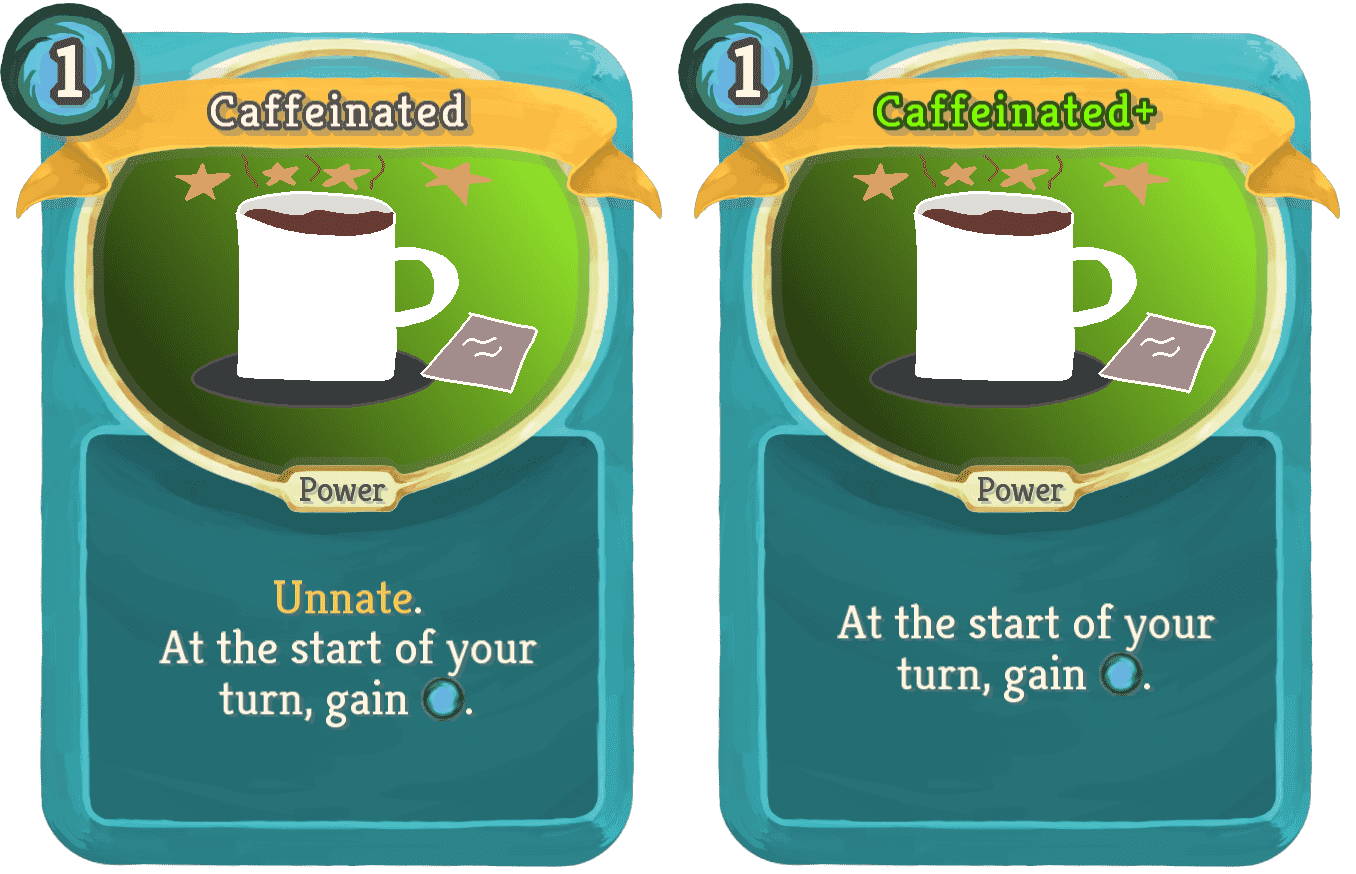 1
Caffeinated
Power
Unnate.
At the start of your
turn, gain .
1
Caffeinated+
Power
At the start of your
turn, gain .